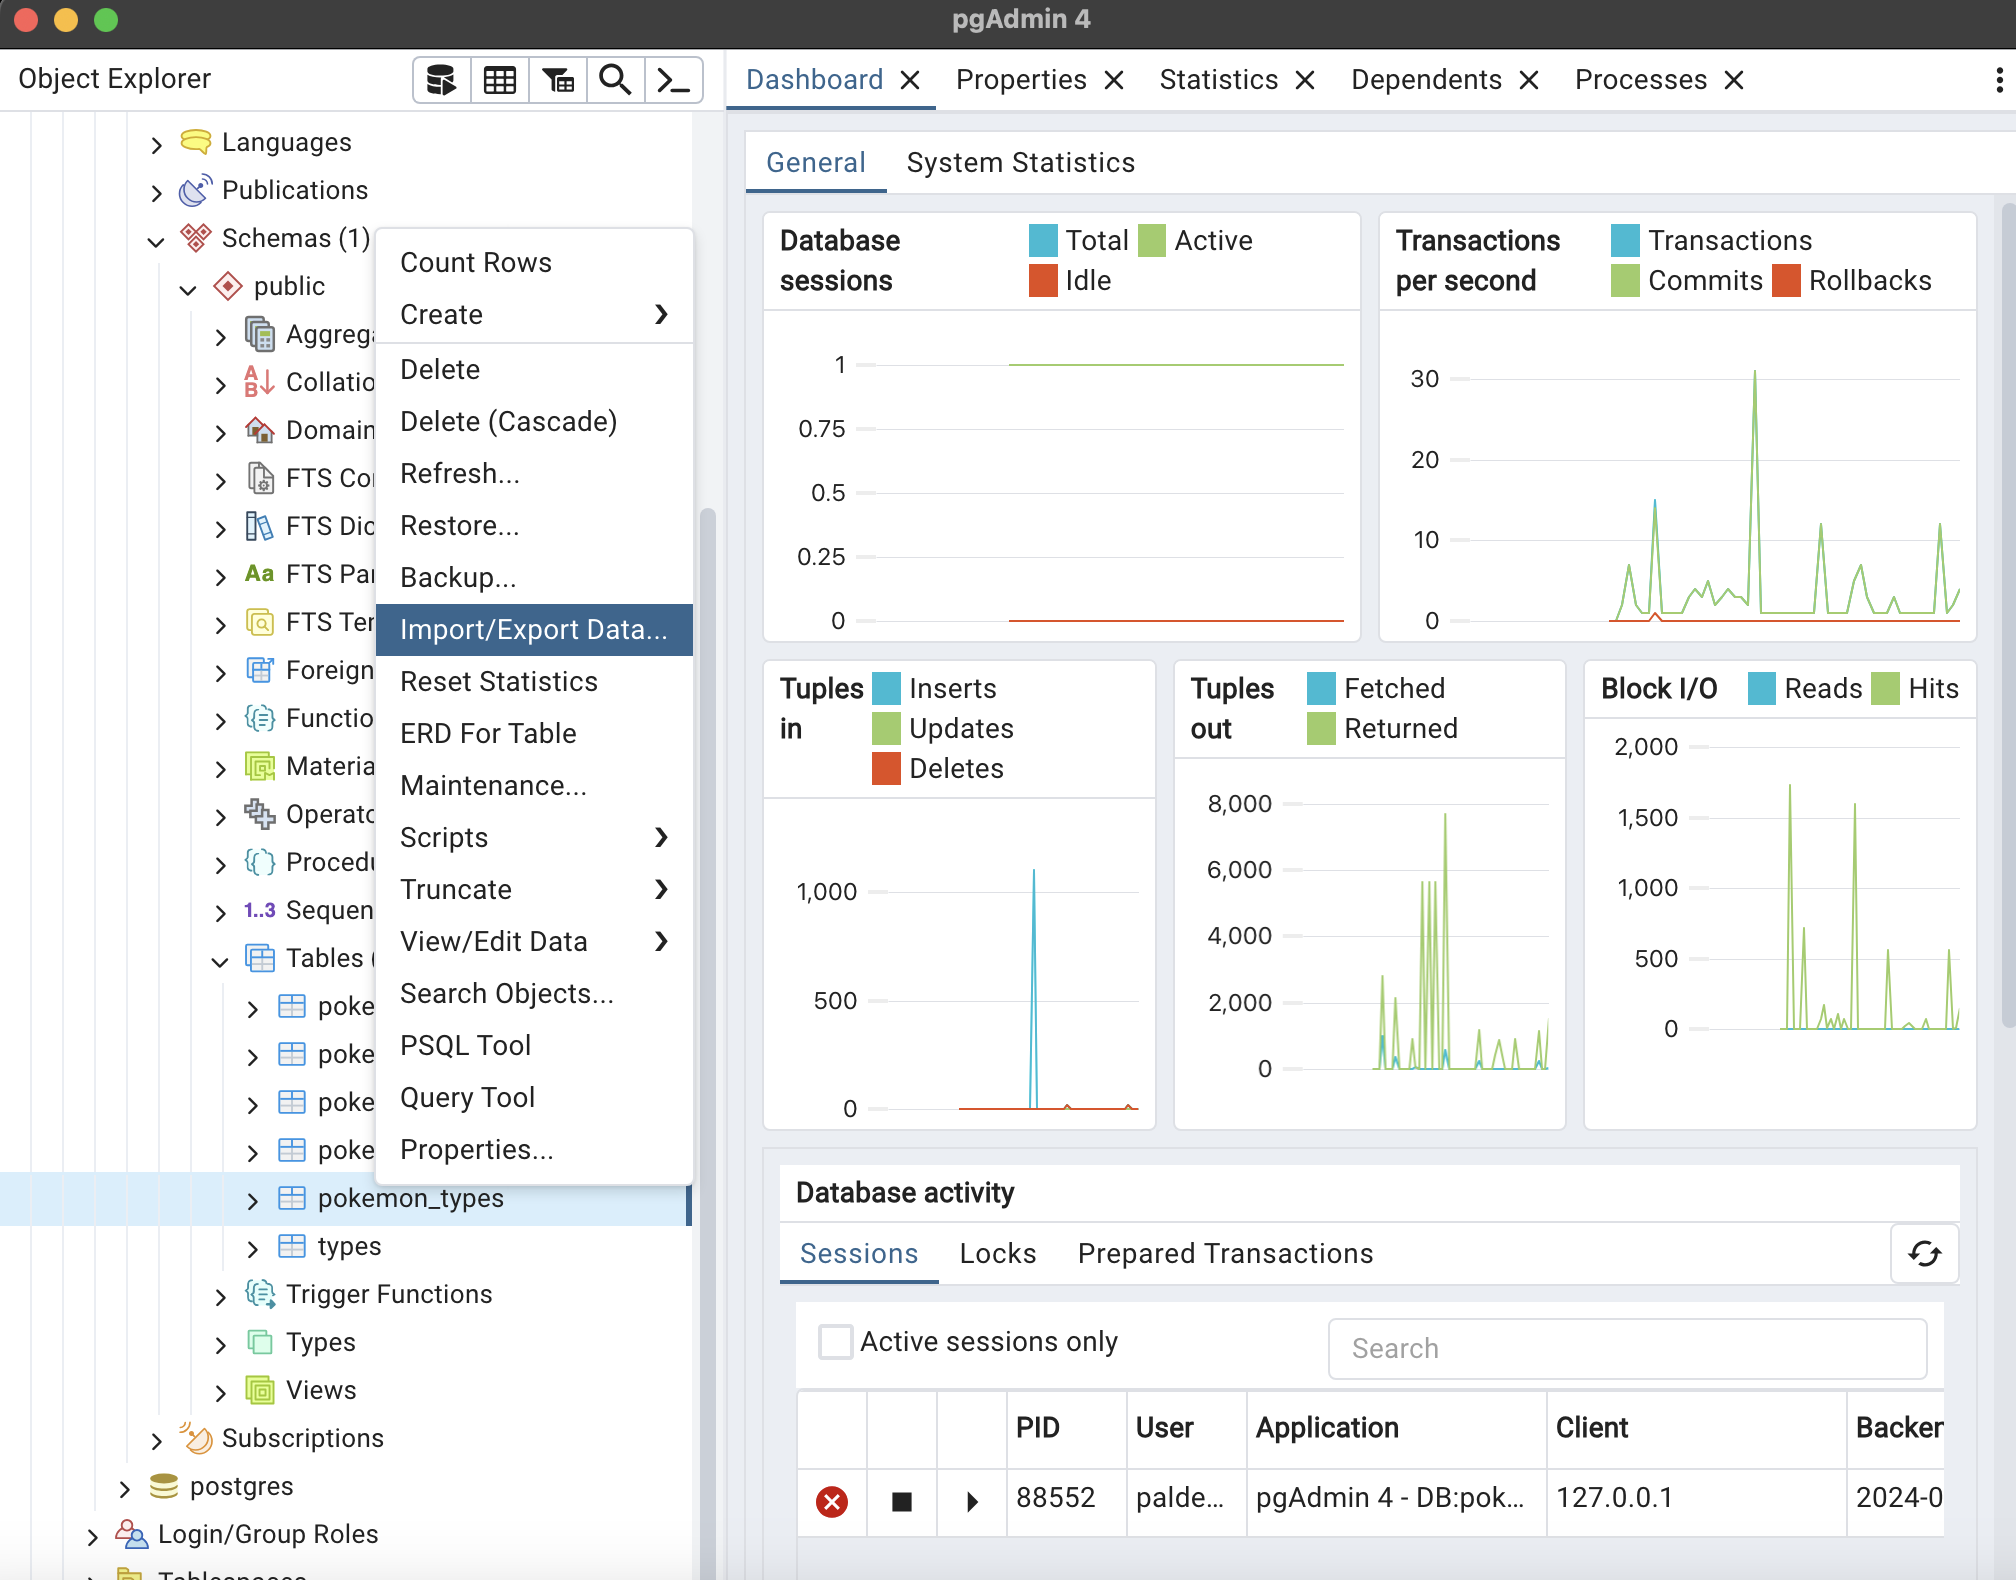 pgAdmin 4
Object Explorer
Dashboard Properties Statistics Dependents Processes
Languages
Publications
Schemas (1)
public
Aggreg
Collatio
Domain
FTS Co
FTS Dic
FTS Par
FTS Ter
Foreign
Functio
Materia
Operato
Procedu
1..3 Sequen
Tables (
poke
poke
poke
poke
pokemon_types
types
Trigger Functions
Types
Views
Subscriptions
postgres
Login/Group Roles
Tablespaces
Count Rows
Create
Delete
Delete (Cascade)
Refresh...
Restore...
Backup...
Import/Export Data...
Reset Statistics
ERD For Table
Maintenance...
Scripts
Truncate
View/Edit Data
Search Objects...
PSQL Tool
Query Tool
Properties...
General System Statistics
Database sessions
Total Active
Idle
1
0.75
0.5
0.25
0
Transactions per second
Transactions
Commits Rollbacks
30
20
10
0
Tuples in
Inserts
Updates
Deletes
1,000
500
0
Tuples out
Fetched
Returned
8,000
6,000
4,000
2,000
0
Block I/O Reads Hits
2,000
1,500
1,000
500
0
Database activity
Sessions Locks Prepared Transactions
Active sessions only
Search
PID User Application Client Backer
88552 palde... pgAdmin 4 - DB:pok... 127.0.0.1 2024-0